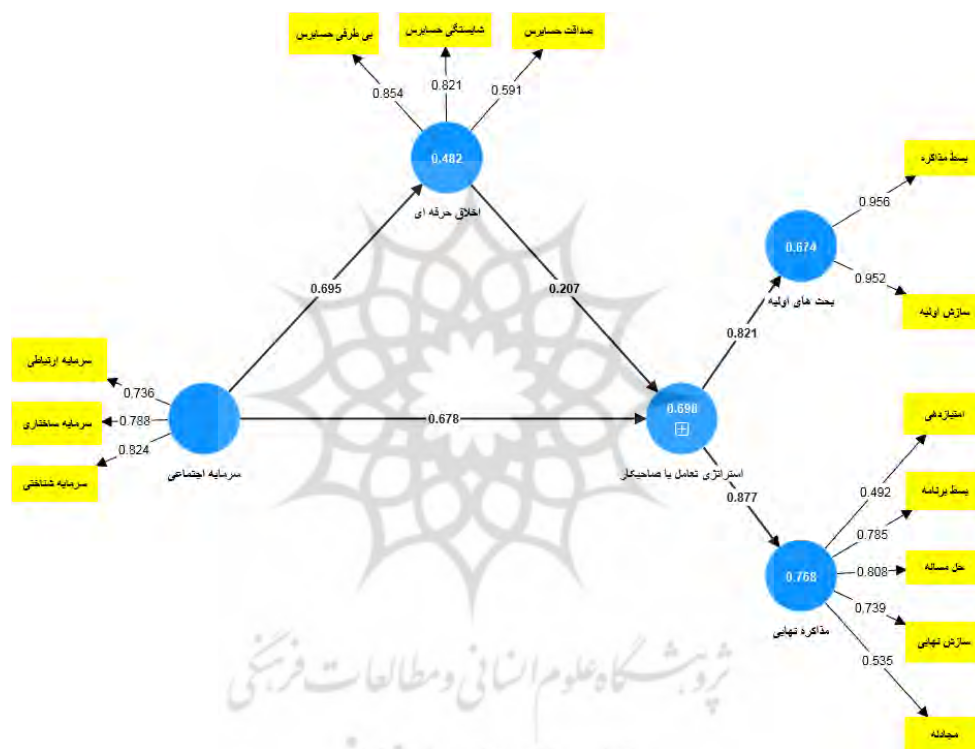 بی طرفی حسابرس
شایستگی حسابرس
صداقت حسابرس
0.854
0.821
0.591
0.482
اخلاق حرفه ای
بسط مذاکره
0.956
0.674
0.952
بحث های اولیه
سازش اولیه
0.695
0.207
0.821
سرمایه ارتباطی
0.736
سرمایه ساختاری
0.788
0.824
سرمایه شناختی
سرمایه اجتماعی
0.678
0.698
استراتژی تعامل با صاحبکار
0.877
امتیازدهی
0.492
بسط برنامه
0.785
حل مساله
0.808
0.768
0.739
سازش نهایی
مذاکره نهایی
0.535
مجادله
پژوهشگاه علوم انسانی و مطالعات فرهنگی